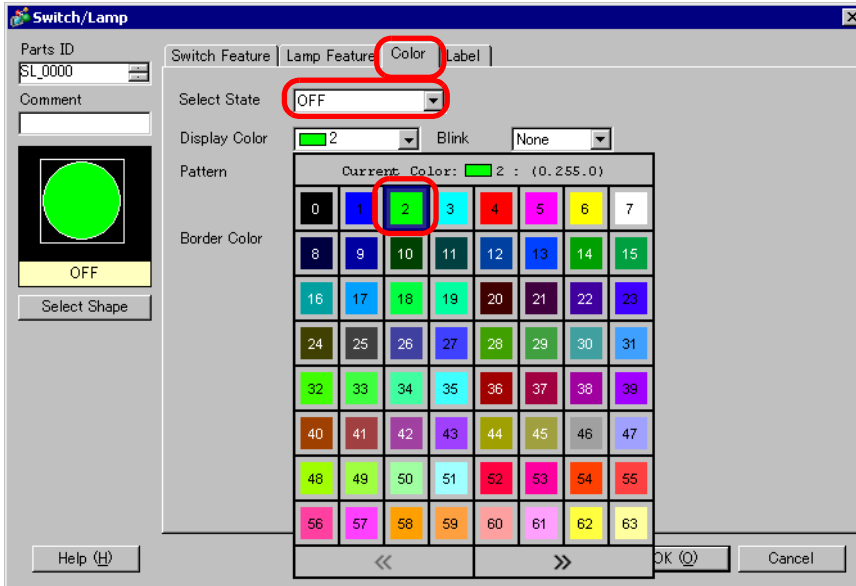 Switch/Lamp
Parts ID
SL_0000
Comment
OFF
Select Shape
Switch Feature Lamp Feature Color Label
Select State OFF
Display Color 2 Blink None
Pattern
Border Color
Current Color: 2 : (0.255.0)
0 1 2 3 4 5 6 7
8 9 10 11 12 13 14 15
16 17 18 19 20 21 22 23
24 25 26 27 28 29 30 31
32 33 34 35 36 37 38 39
40 41 42 43 44 45 46 47
48 49 50 51 52 53 54 55
56 57 58 59 60 61 62 63
Help (H) OK (O) Cancel